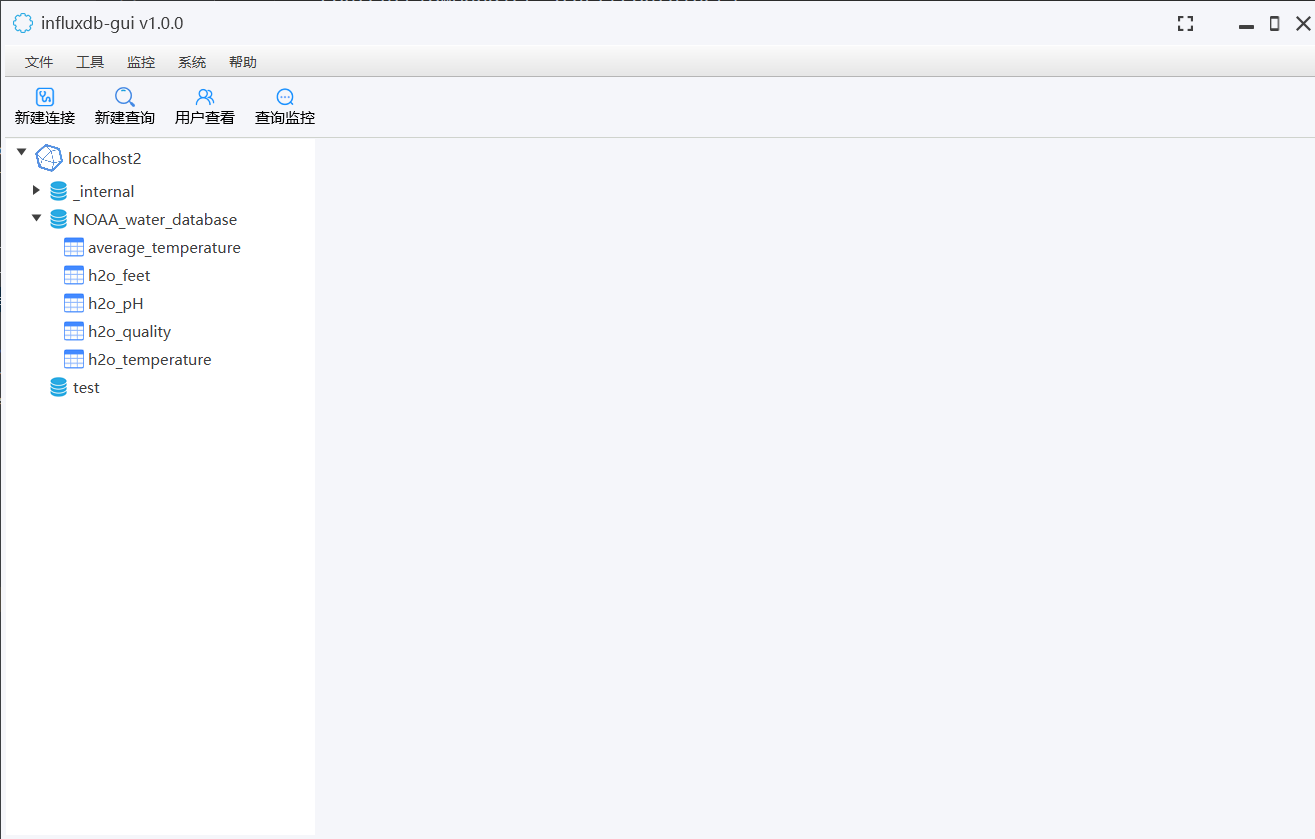 influxdb-gui v1.0.0
文件 工具 监控 系统 帮助
新建连接 新建查询 用户查看 查询监控
localhost2
_internal
NOAA_water_database
average_temperature
h2o_feet
h2o_pH
h2o_quality
h2o_temperature
test